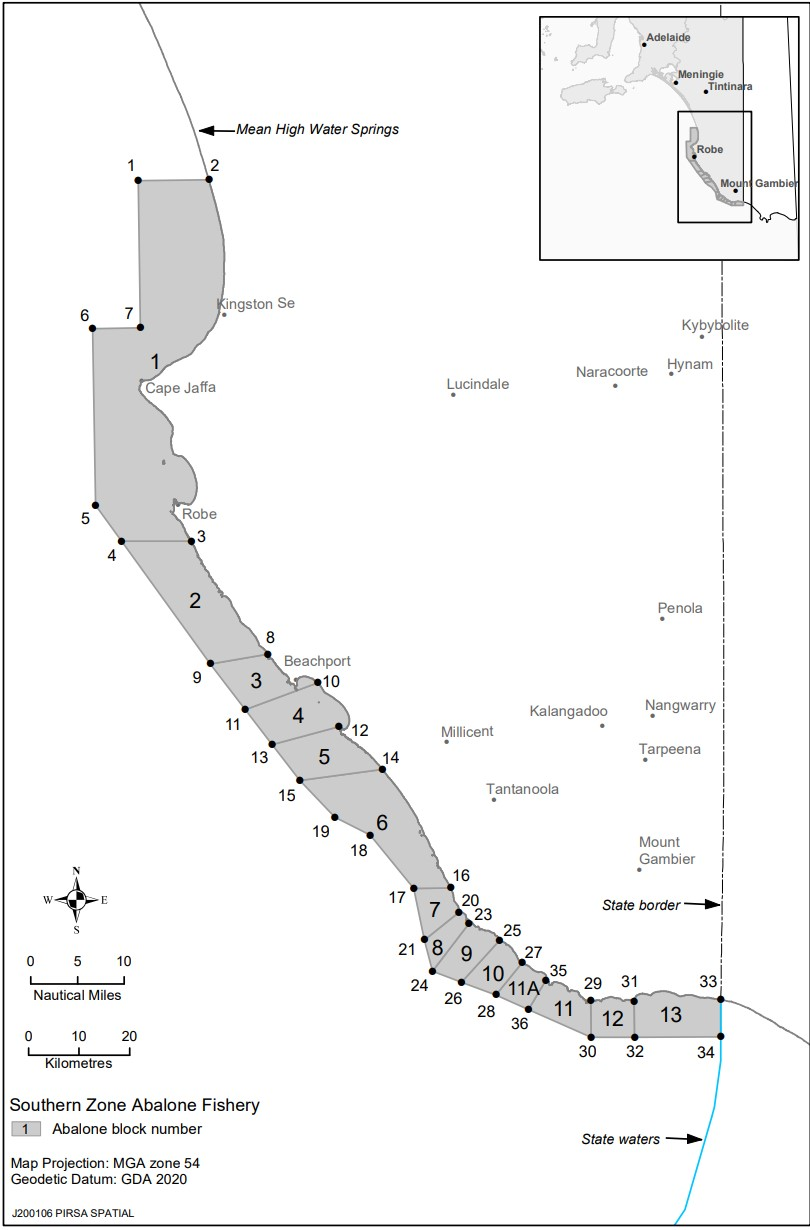 Adelaide
Meningie
Tintinara
Robe
Mount Gambier
Mean High Water Springs
1
2
Kingston Se
6
7
1
Cape Jaffa
Kybybolite
Hynam
Naracoorte
Lucindale
5
Robe
4
3
2
Penola
8
Beachport
9
3
10
11
4
12
Kalangadoo
Nangwarry
Millicent
13
5
14
Tarpeena
15
Tantanoola
19
6
18
Mount
Gambier
16
17
N
W
E
S
State border
7
20
23
21
8
9
25
27
24
10
35
26
11A
29
31
33
28
36
11
12
13
30
32
34
0
5
10
Nautical Miles
0
10
20
Kilometres
Southern Zone Abalone Fishery
1
Abalone block number
State waters
Map Projection: MGA zone 54
Geodetic Datum: GDA 2020
J200106 PIRSA SPATIAL